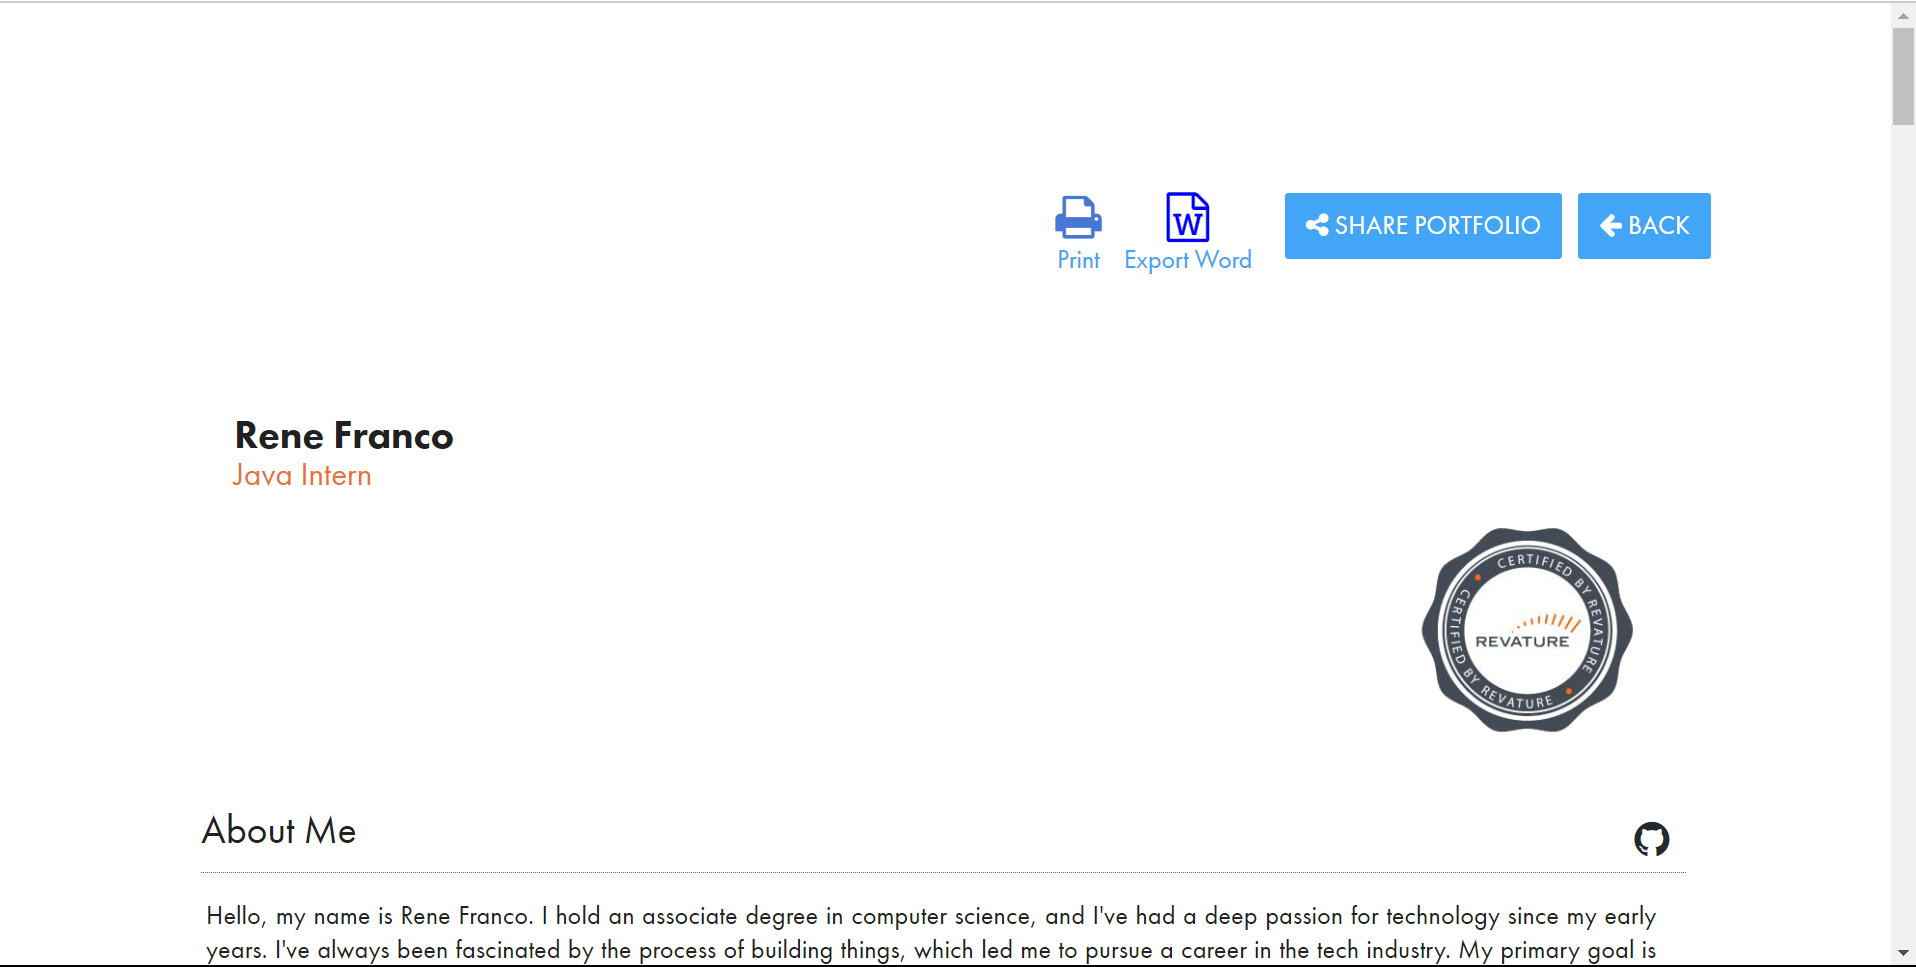 W
Print
Export Word
SHARE PORTFOLIO
BACK
Rene Franco
Java Intern
CERTIFIED BY REVATURE
REVATURE
CERTIFIED BY REVATURE
About Me
Hello, my name is Rene Franco. I hold an associate degree in computer science, and I've had a deep passion for technology since my early
years. I've always been fascinated by the process of building things, which led me to pursue a career in the tech industry. My primary goal is